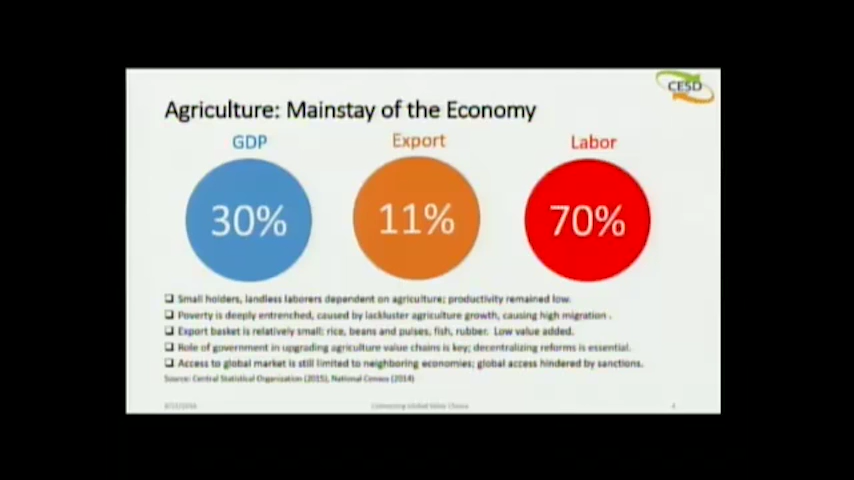 CESD
Agriculture: Mainstay of the Economy
GDP Export Labor
30% 11% 70%
❑ Small holders, landless laborers dependent on agriculture; productivity remained low.
❑ Poverty is deeply entrenched, caused by lackluster agriculture growth, causing high migration .
❑ Export basket is relatively small: rice, beans and pulses, fish, rubber. Low value added.
❑ Role of government in upgrading agriculture value chains is key; decentralizing reforms is essential.
❑ Access to global market is still limited to neighboring economies; global access hindered by sanctions.
Source: Central Statistical Organization (2015), National Census (2014)